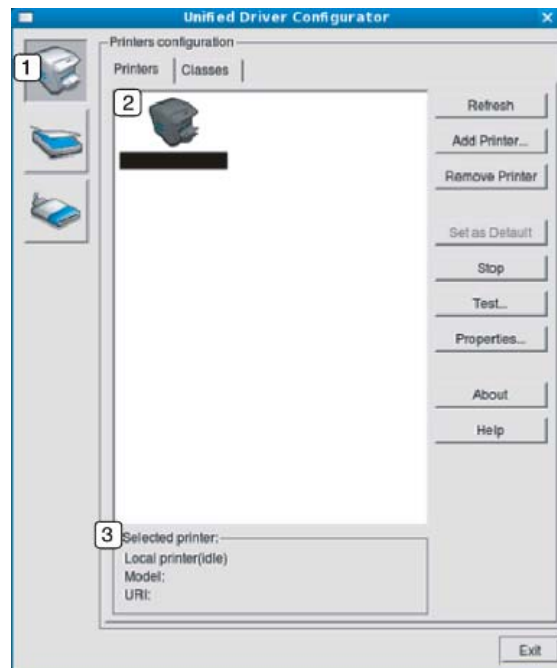 Unified Driver Configurator
1
Printers configuration
Printers
Classes
2
Refresh
Add Printer...
Remove Printer
Set as Default
Stop
Test...
Properties...
About
Help
3
Selected printer:
Local printer(idle)
Model:
URI:
Exit